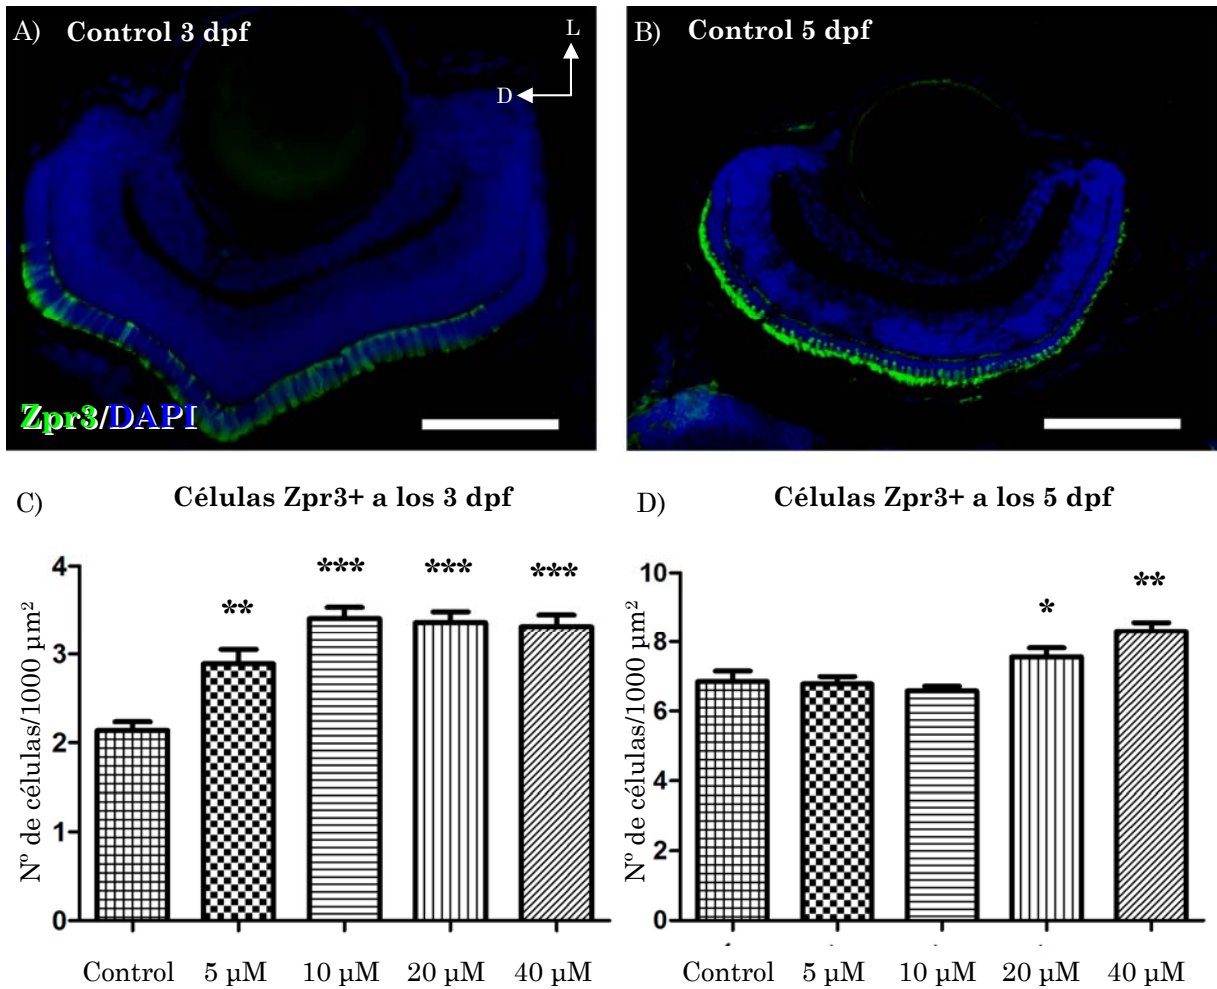 A) Control 3 dpf
L
D
Zpr3/DAPI
B) Control 5 dpf
C) Células Zpr3+ a los 3 dpf
Nº de células/1000 µm²
4
3
2
1
0
**
***
***
***
Control 5 µM 10 µM 20 µM 40 µM
D) Células Zpr3+ a los 5 dpf
Nº de células/1000 µm²
10
8
6
4
2
0
*
**
Control 5 µM 10 µM 20 µM 40 µM